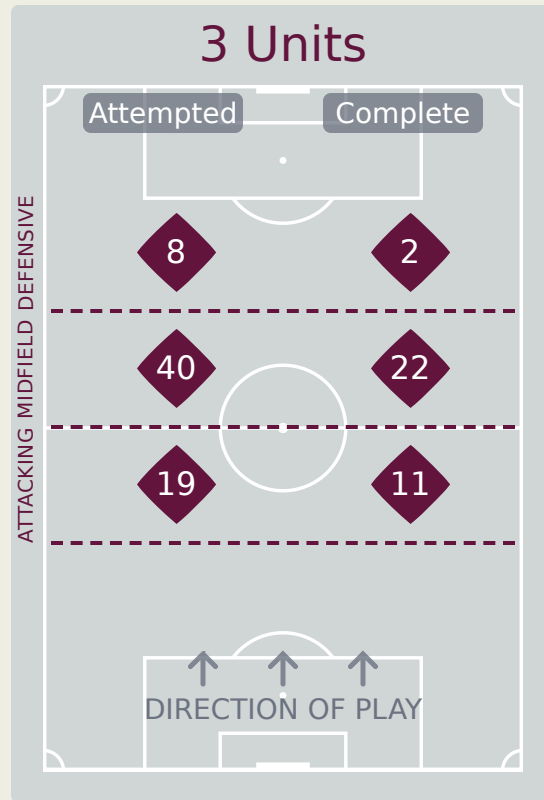 3 Units
Attempted
Complete
ATTACKING MIDFIELD DEFENSIVE
8
2
40
22
19
11
DIRECTION OF PLAY